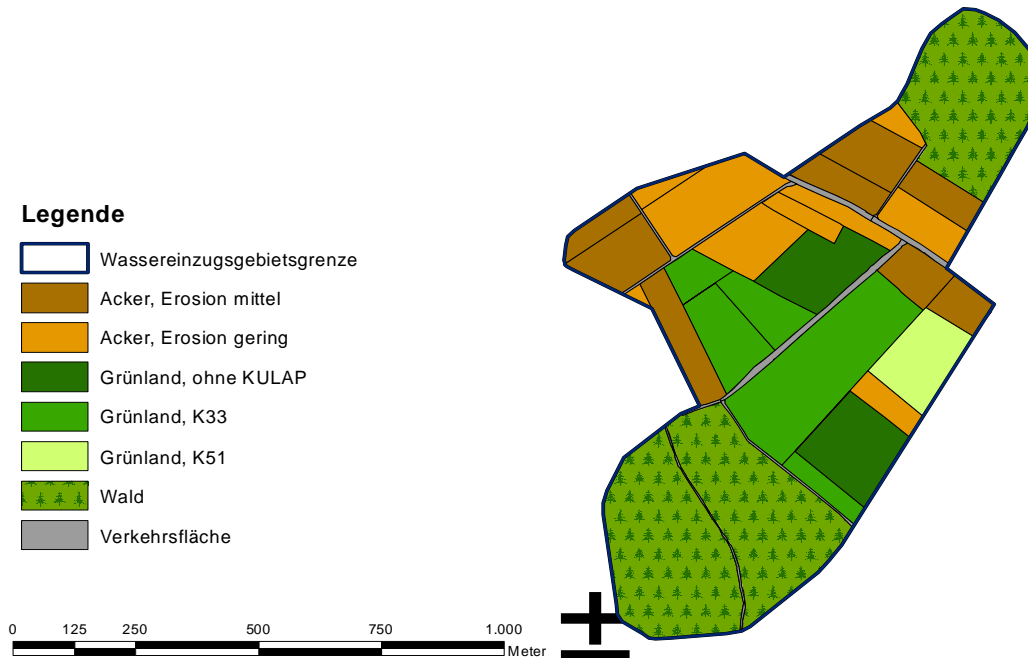 Legende
Wassereinzugsgebietsgrenze
Acker, Erosion mittel
Acker, Erosion gering
Grünland, ohne KULAP
Grünland, K33
Grünland, K51
Wald
Verkehrsfläche
0 125 250 500 750 1.000
Meter